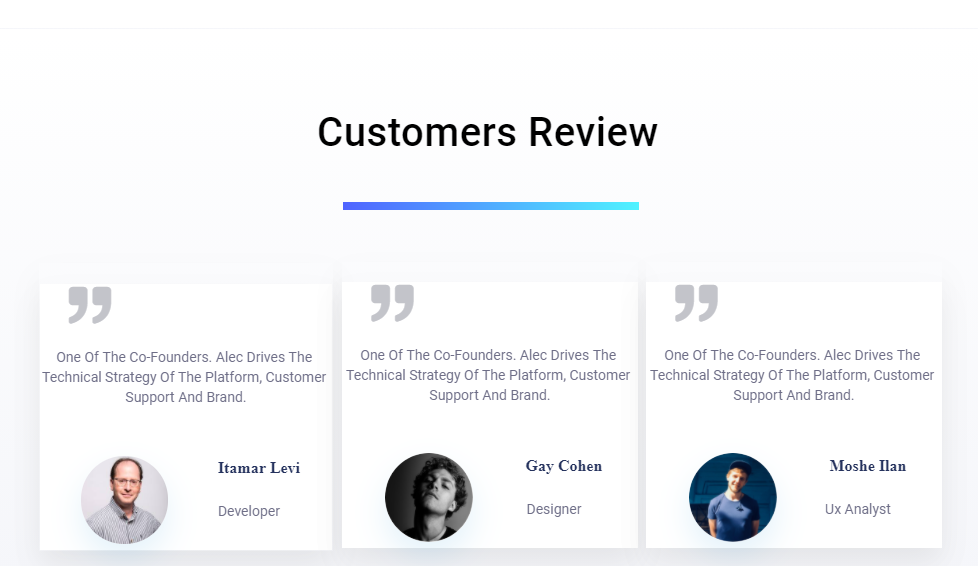 Customers Review
One Of The Co-Founders. Alec Drives The
Technical Strategy Of The Platform, Customer
Support And Brand.
Itamar Levi
Developer
One Of The Co-Founders. Alec Drives The
Technical Strategy Of The Platform, Customer
Support And Brand.
Gay Cohen
Designer
One Of The Co-Founders. Alec Drives The
Technical Strategy Of The Platform, Customer
Support And Brand.
Moshe Ilan
Ux Analyst